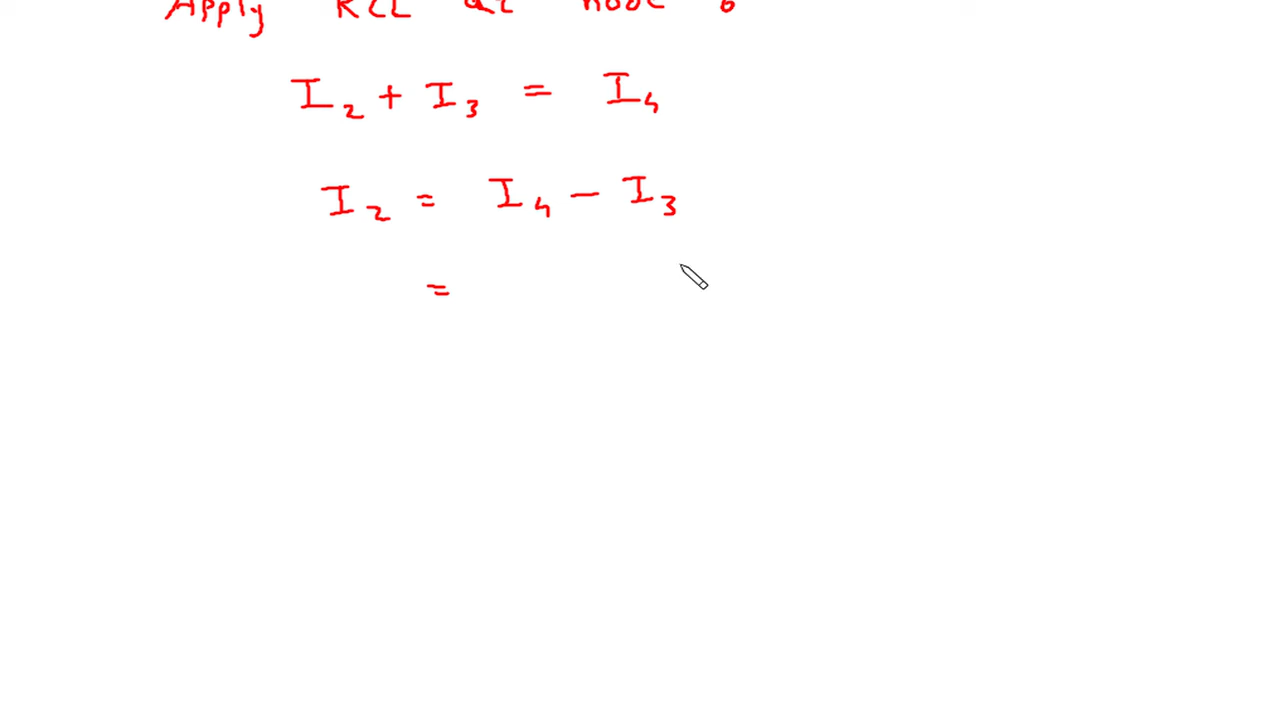 Apply KCL at node b
I₂ + I₃ = I₄
I₂ = I₄ - I₃
=